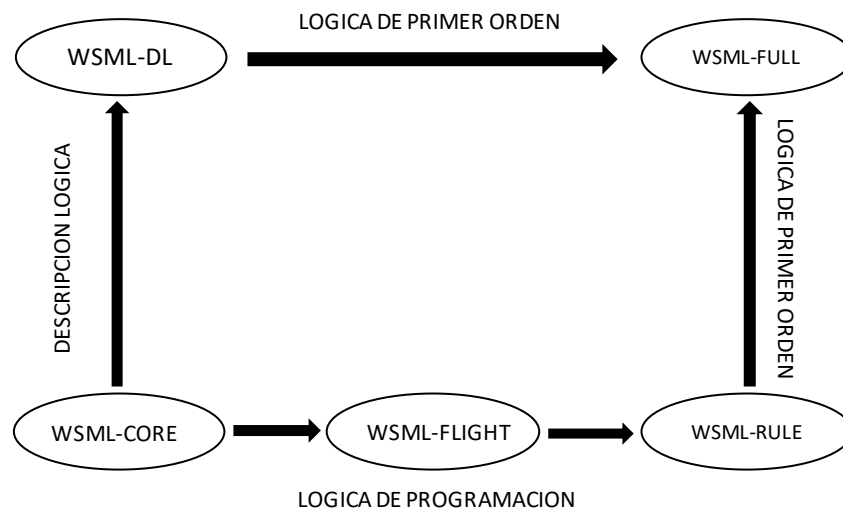 LOGICA DE PRIMER ORDEN
WSML-DL
WSML-FULL
DESCRIPCION LOGICA
LOGICA DE PRIMER ORDEN
WSML-CORE
WSML-FLIGHT
WSML-RULE
LOGICA DE PROGRAMACION